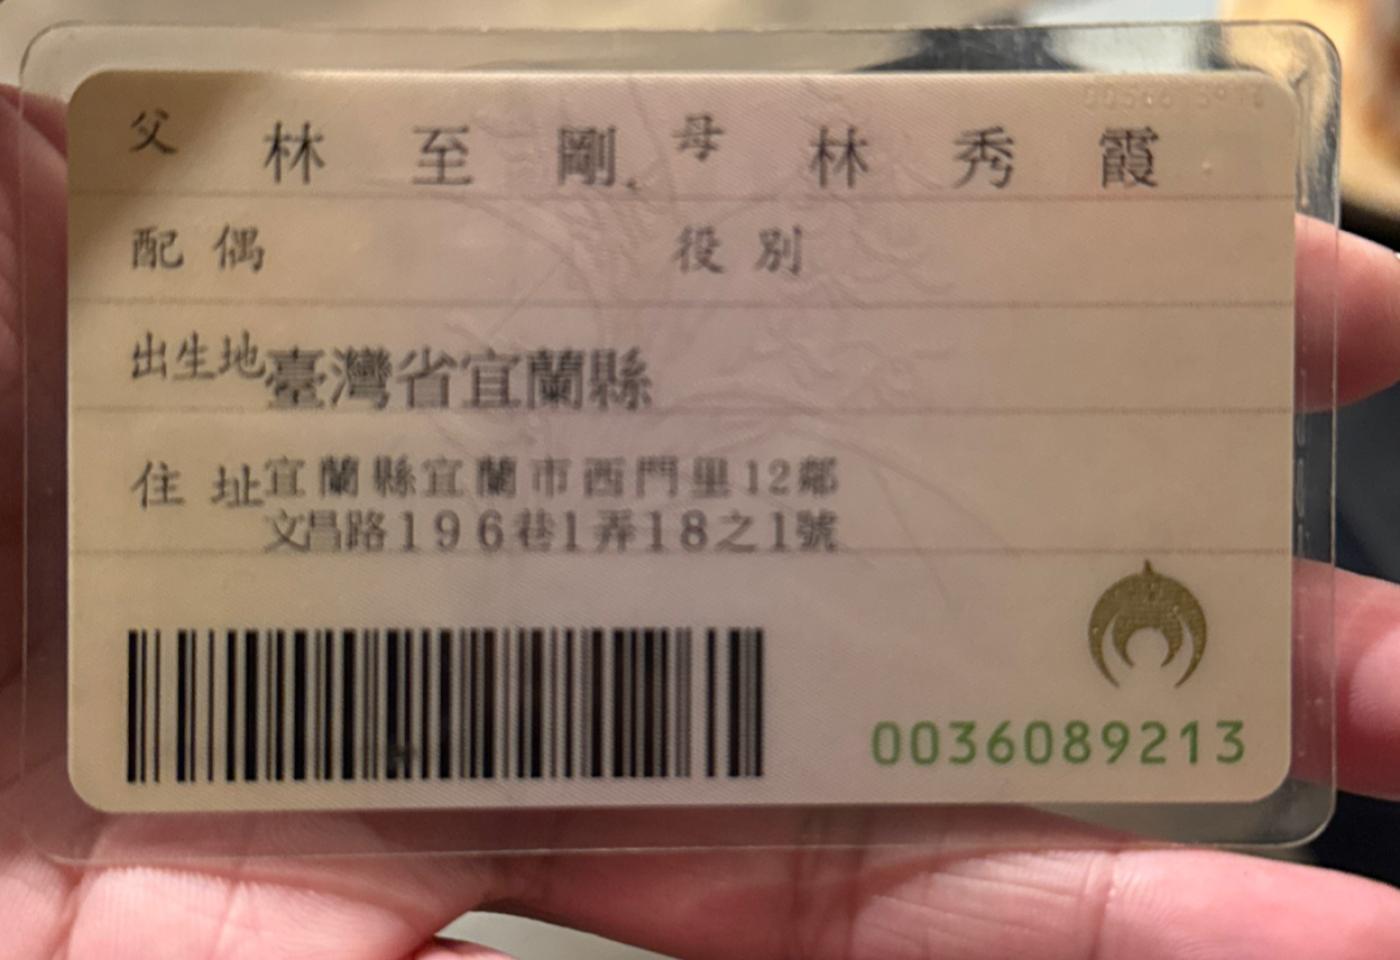 父 林至剛 母 林秀霞
配偶 役別
出生地 臺灣省宜蘭縣
住址 宜蘭縣宜蘭市西門里12鄰
文昌路196巷1弄18之1號
0036089213